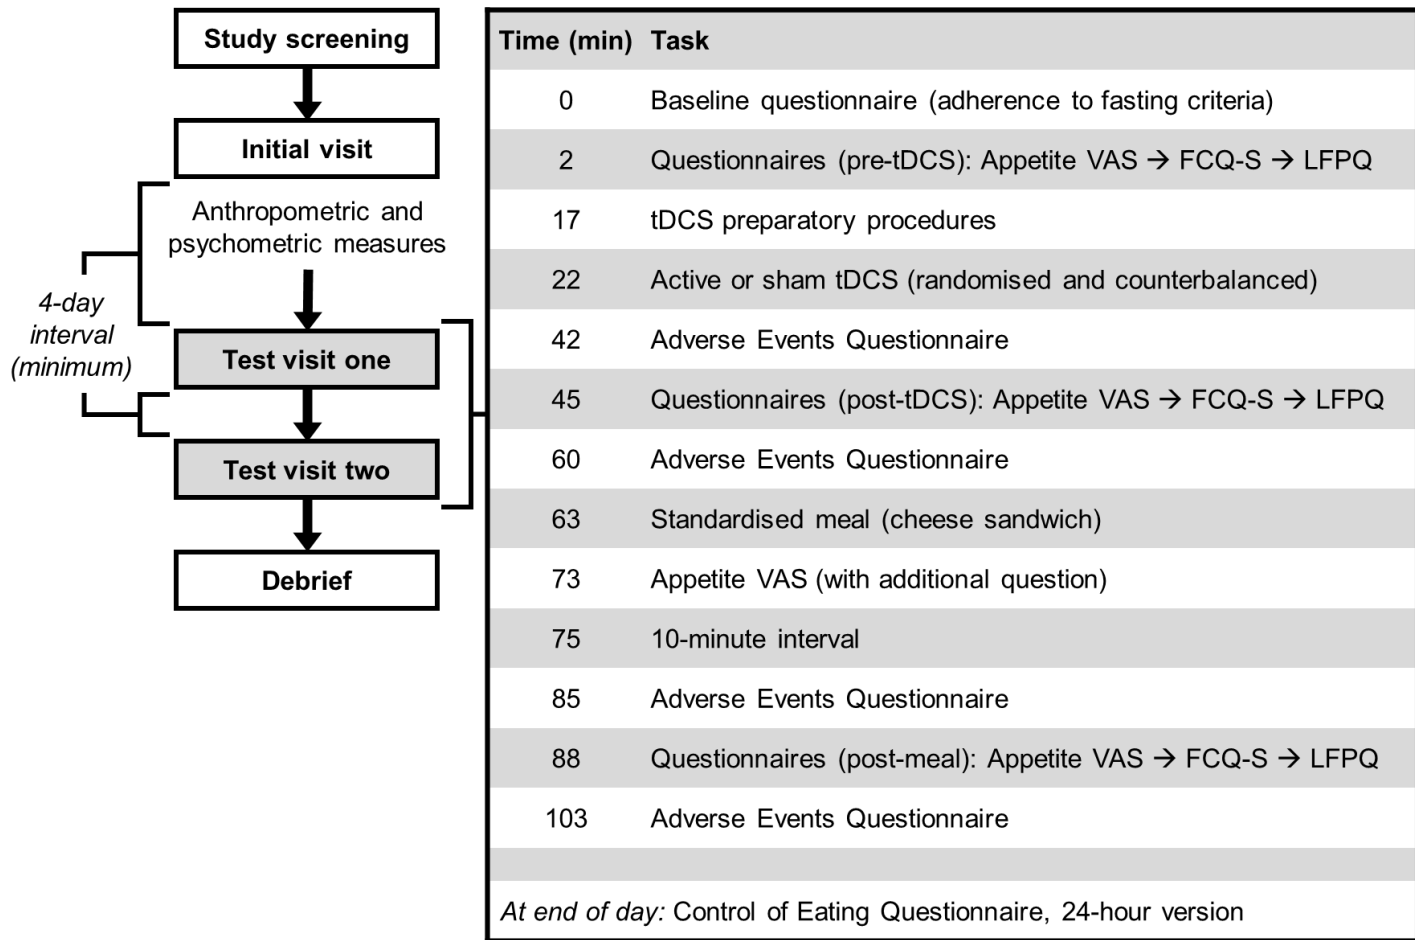 Study screening
Initial visit
Anthropometric and
psychometric measures
4-day
interval
(minimum)
Test visit one
Test visit two
Debrief
Time (min) Task
0 Baseline questionnaire (adherence to fasting criteria)
2 Questionnaires (pre-tDCS): Appetite VAS → FCQ-S → LFPQ
17 tDCS preparatory procedures
22 Active or sham tDCS (randomised and counterbalanced)
42 Adverse Events Questionnaire
45 Questionnaires (post-tDCS): Appetite VAS → FCQ-S → LFPQ
60 Adverse Events Questionnaire
63 Standardised meal (cheese sandwich)
73 Appetite VAS (with additional question)
75 10-minute interval
85 Adverse Events Questionnaire
88 Questionnaires (post-meal): Appetite VAS → FCQ-S → LFPQ
103 Adverse Events Questionnaire
At end of day: Control of Eating Questionnaire, 24-hour version